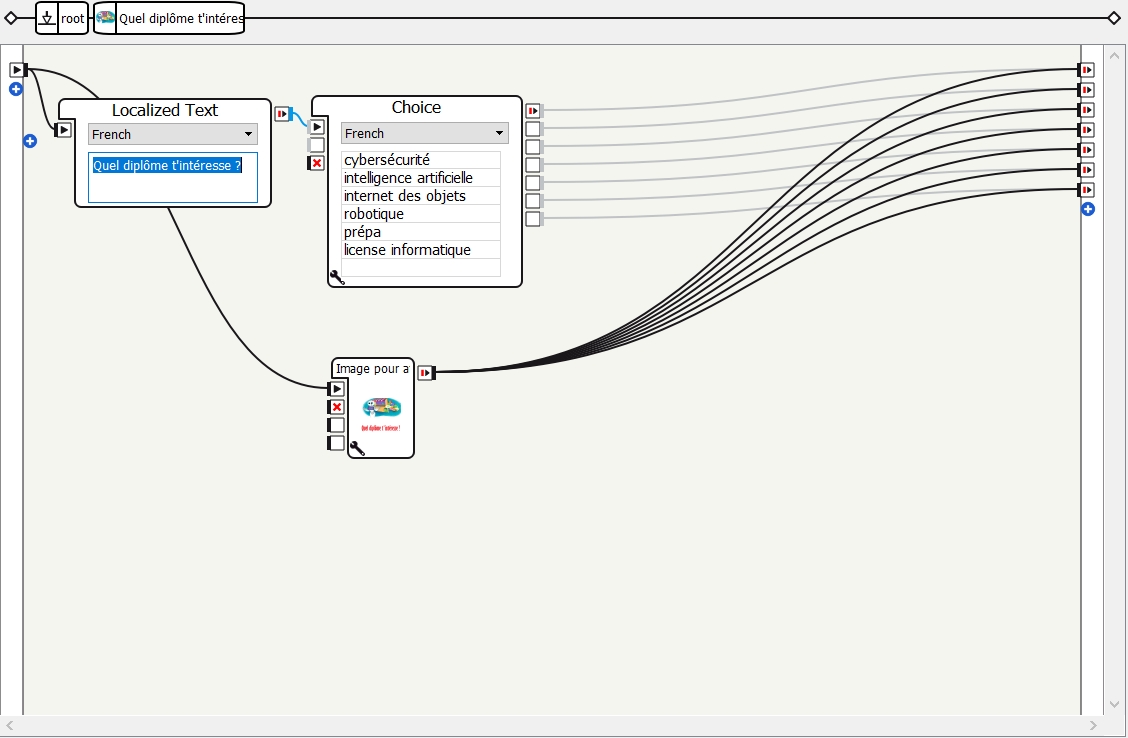 root
Quel diplôme t'intéres
Localized Text
French
Quel diplôme t'intéresse ?
Choice
French
cybersécurité
intelligence artificielle
internet des objets
robotique
prépa
license informatique
Image pour a
Quel diplôme t'intéresse !